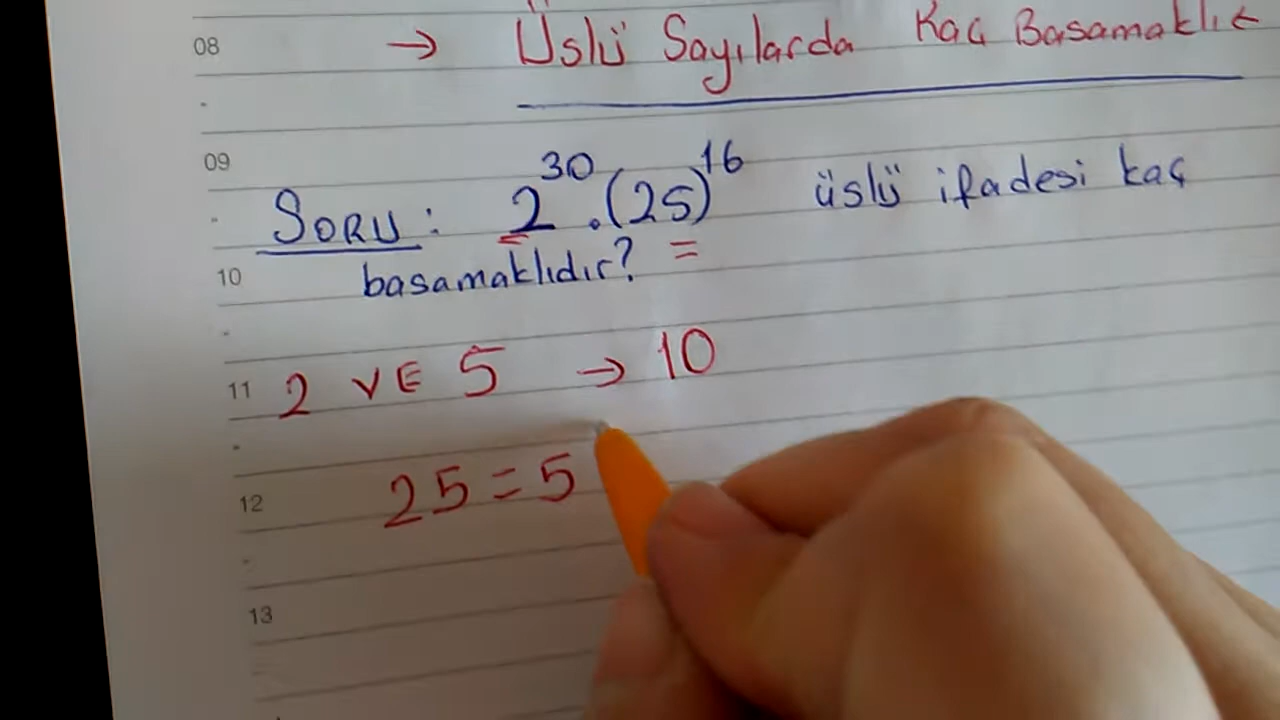 08 → Üslü Sayılarda Kaç Basamaklı
09
SORU: 2^30 . (25)^16 üslü ifadesi kaç
10 basamaklıdır? =
11 2 VE 5 → 10
12 25 = 5
13